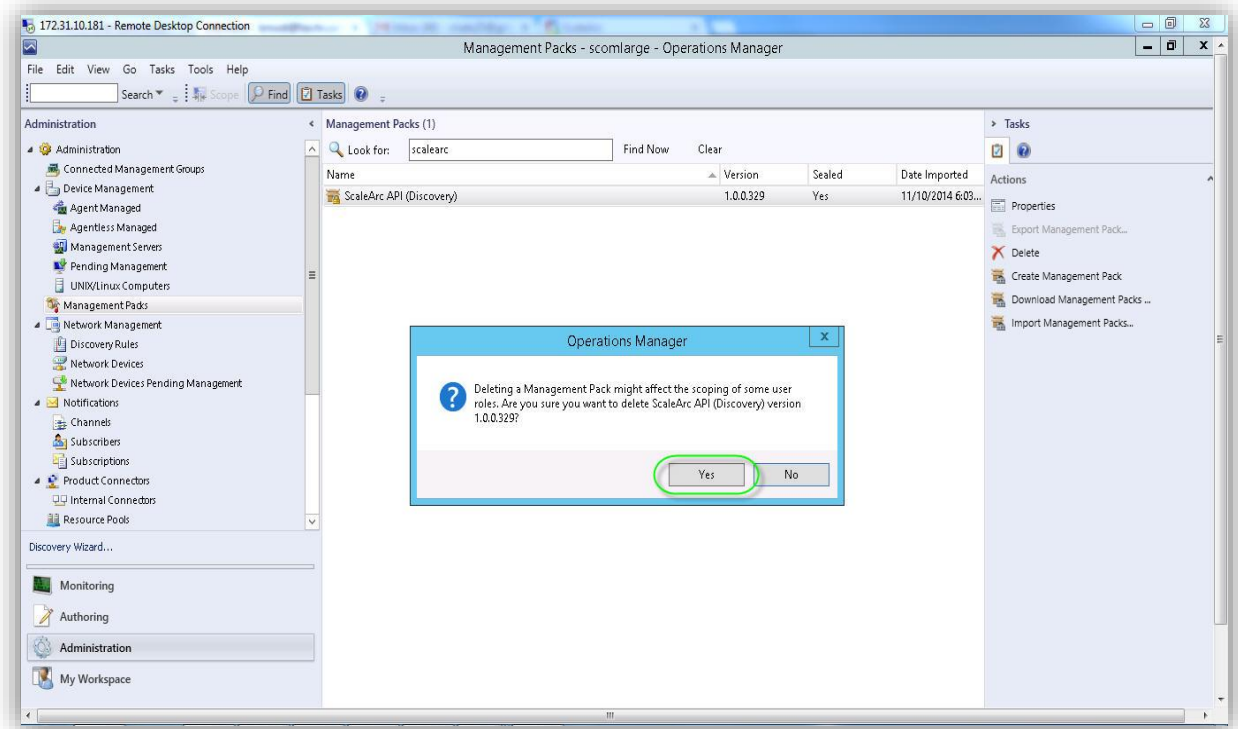 172.31.10.181 - Remote Desktop Connection
Management Packs - scomlarge - Operations Manager
File Edit View Go Tasks Tools Help
Search Scope Find Tasks
Administration
Administration
Connected Management Groups
Device Management
Agent Managed
Agentless Managed
Management Servers
Pending Management
UNIX/Linux Computers
Management Packs
Network Management
Discovery Rules
Network Devices
Network Devices Pending Management
Notifications
Channels
Subscribers
Subscriptions
Product Connectors
Internal Connectors
Resource Pools
Discovery Wizard...
Monitoring
Authoring
Administration
My Workspace
Management Packs (1)
Look for: scalearc Find Now Clear
Name Version Sealed Date Imported
ScaleArc API (Discovery) 1.0.0.329 Yes 11/10/2014 6:03...
Operations Manager
X
Deleting a Management Pack might affect the scoping of some user
roles. Are you sure you want to delete ScaleArc API (Discovery) version
1.0.0.329?
Yes No
Tasks
Actions
Properties
Export Management Pack...
Delete
Create Management Pack
Download Management Packs ...
Import Management Packs...